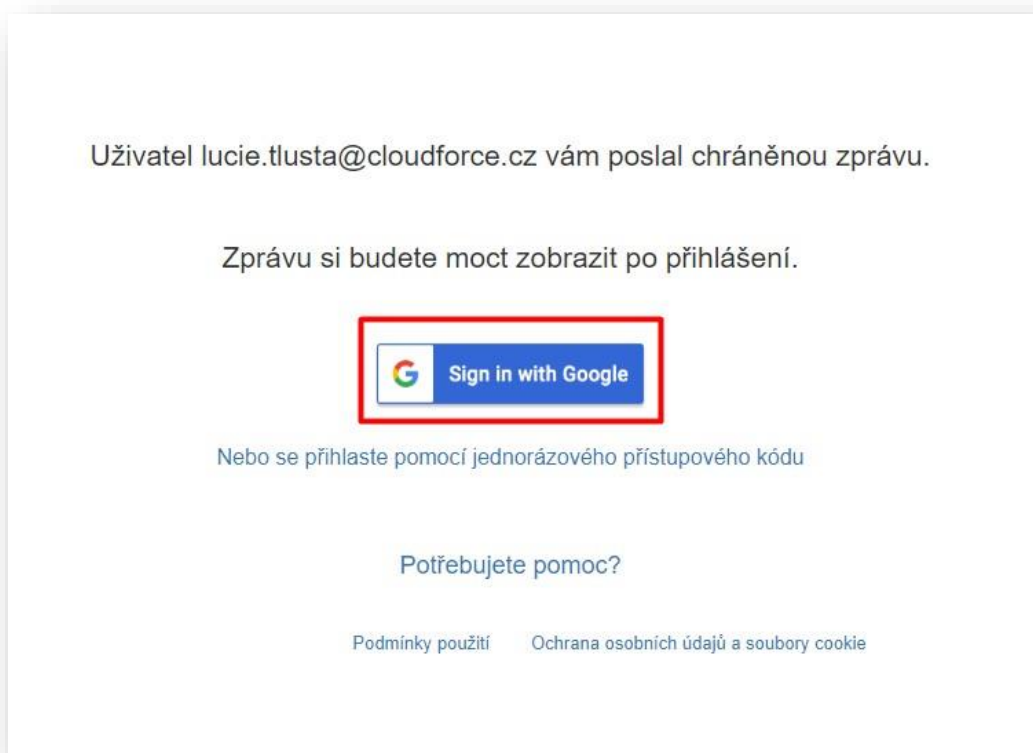 Uživatel lucie.tlusta@cloudforce.cz vám poslal chráněnou zprávu.
Zprávu si budete moct zobrazit po přihlášení.
Sign in with Google
Nebo se přihlaste pomocí jednorázového přístupového kódu
Potřebujete pomoc?
Podmínky použití Ochrana osobních údajů a soubory cookie